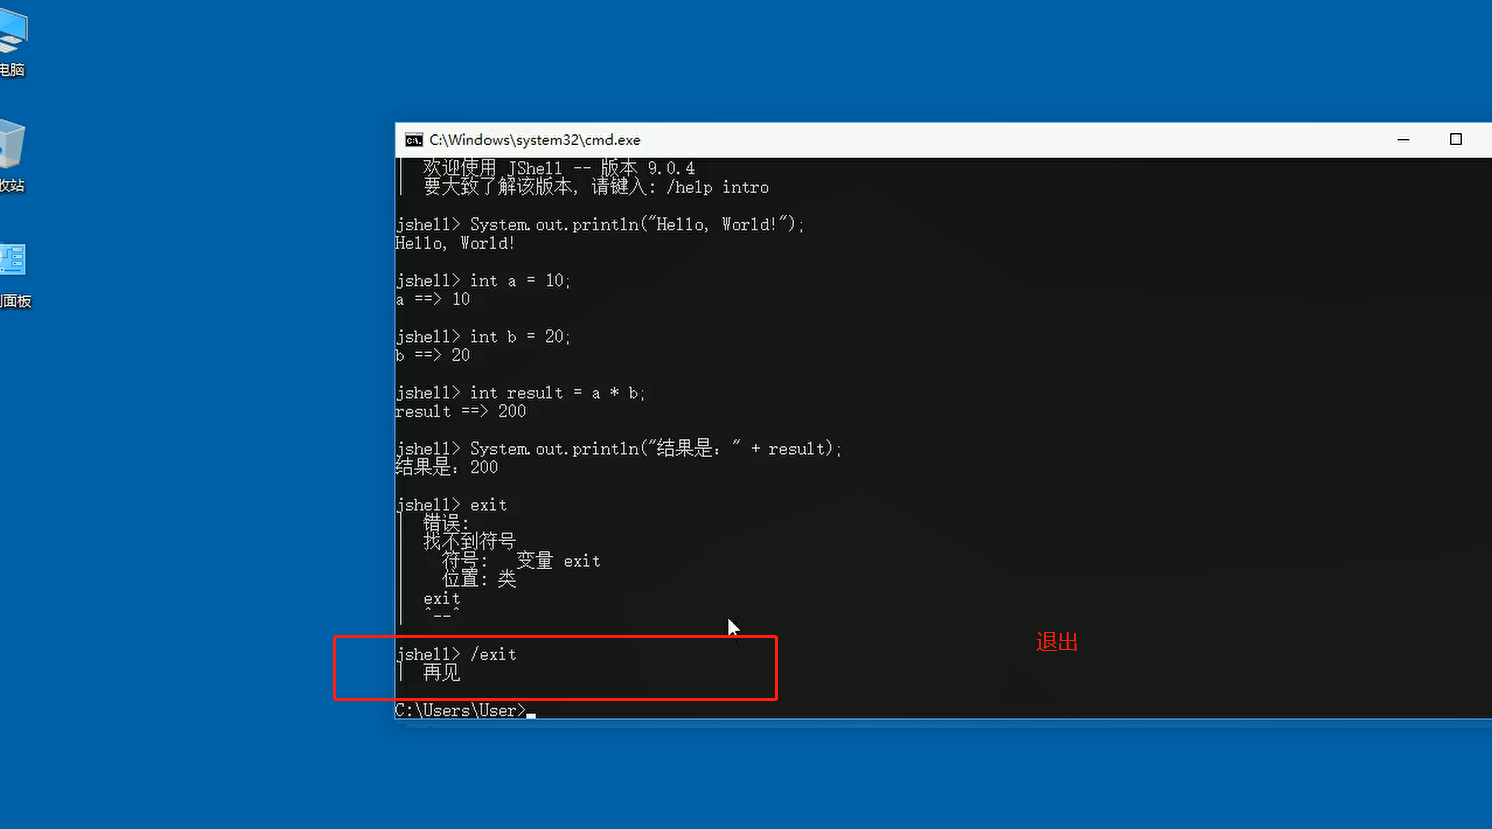 电脑
收站
面板
C:\Windows\system32\cmd.exe
欢迎使用 JShell -- 版本 9.0.4
要大致了解该版本, 请键入: /help intro
jshell> System.out.println("Hello, World!");
Hello, World!
jshell> int a = 10;
a ==> 10
jshell> int b = 20;
b ==> 20
jshell> int result = a * b;
result ==> 200
jshell> System.out.println("结果是：" + result);
结果是：200
jshell> exit
错误:
找不到符号
符号:   变量 exit
位置: 类
exit
^--^
jshell> /exit
再见
退出
C:\Users\User>